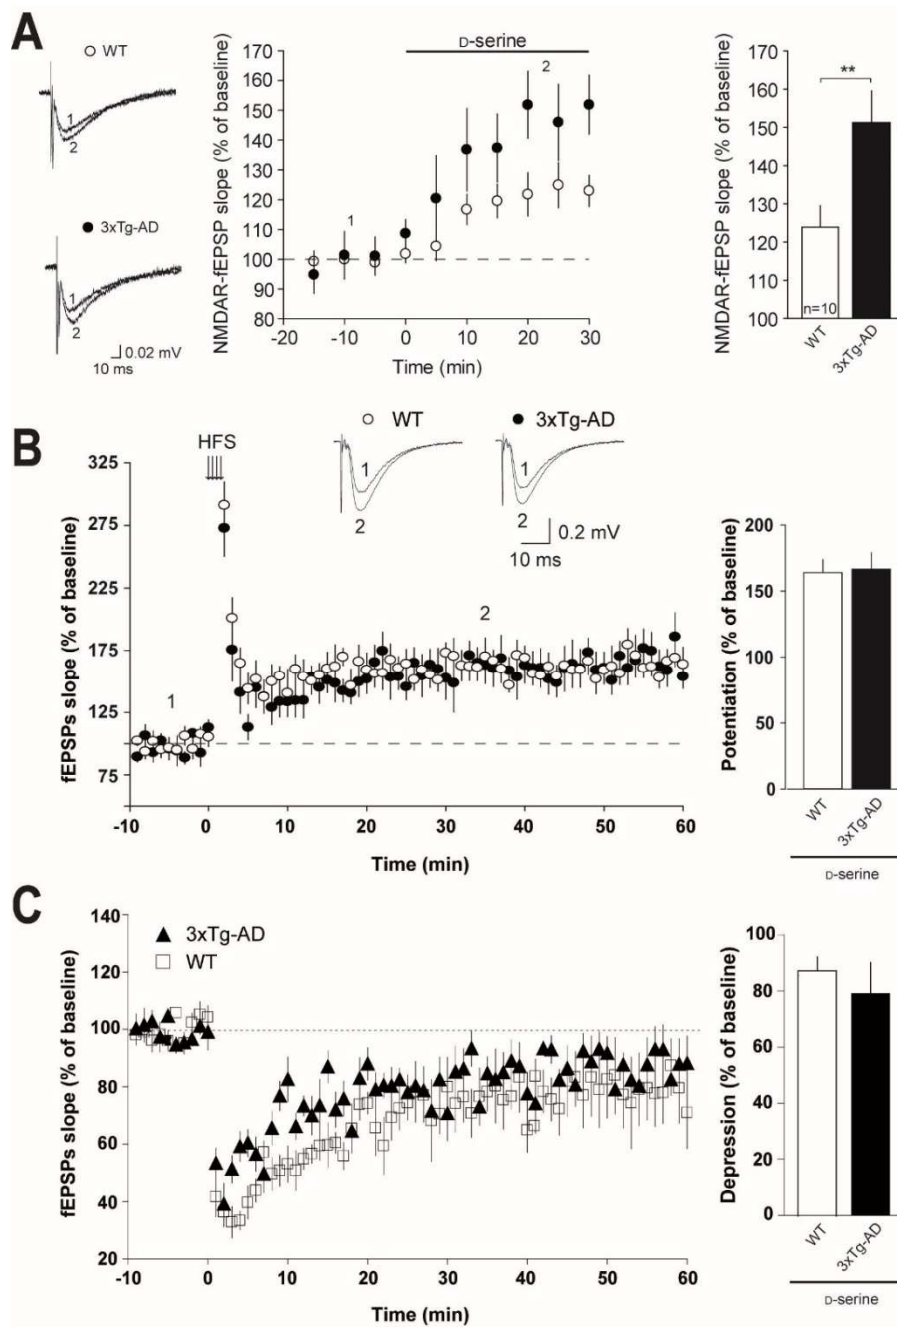 A
WT
1
2
3xTg-AD
1
2
0.02 mV
10 ms
NMDAR-fEPSP slope (% of baseline)
170
160
150
140
130
120
110
100
90
80
-20
-10
0
10
20
30
Time (min)
D-serine
1
2
NMDAR-fEPSP slope (% of baseline)
170
160
150
140
130
120
110
100
**
n=10
WT
3xTg-AD
B
HFS
WT
3xTg-AD
1
2
1
2
0.2 mV
10 ms
fEPSPs slope (% of baseline)
325
275
225
175
125
75
1
2
-10
0
10
20
30
40
50
60
Time (min)
Potentiation (% of baseline)
200
150
100
50
0
WT
3xTg-AD
D-serine
C
3xTg-AD
WT
fEPSPs slope (% of baseline)
140
120
100
80
60
40
20
-10
0
10
20
30
40
50
60
Time (min)
Depression (% of baseline)
100
80
60
40
20
0
WT
3xTg-AD
D-serine